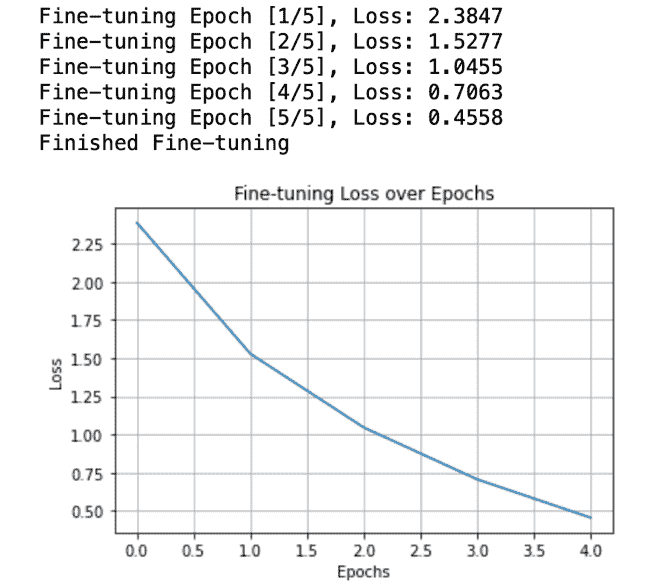 Fine-tuning Epoch [1/5], Loss: 2.3847
Fine-tuning Epoch [2/5], Loss: 1.5277
Fine-tuning Epoch [3/5], Loss: 1.0455
Fine-tuning Epoch [4/5], Loss: 0.7063
Fine-tuning Epoch [5/5], Loss: 0.4558
Finished Fine-tuning
Fine-tuning Loss over Epochs
Loss
2.25
2.00
1.75
1.50
1.25
1.00
0.75
0.50
0.0 0.5 1.0 1.5 2.0 2.5 3.0 3.5 4.0
Epochs